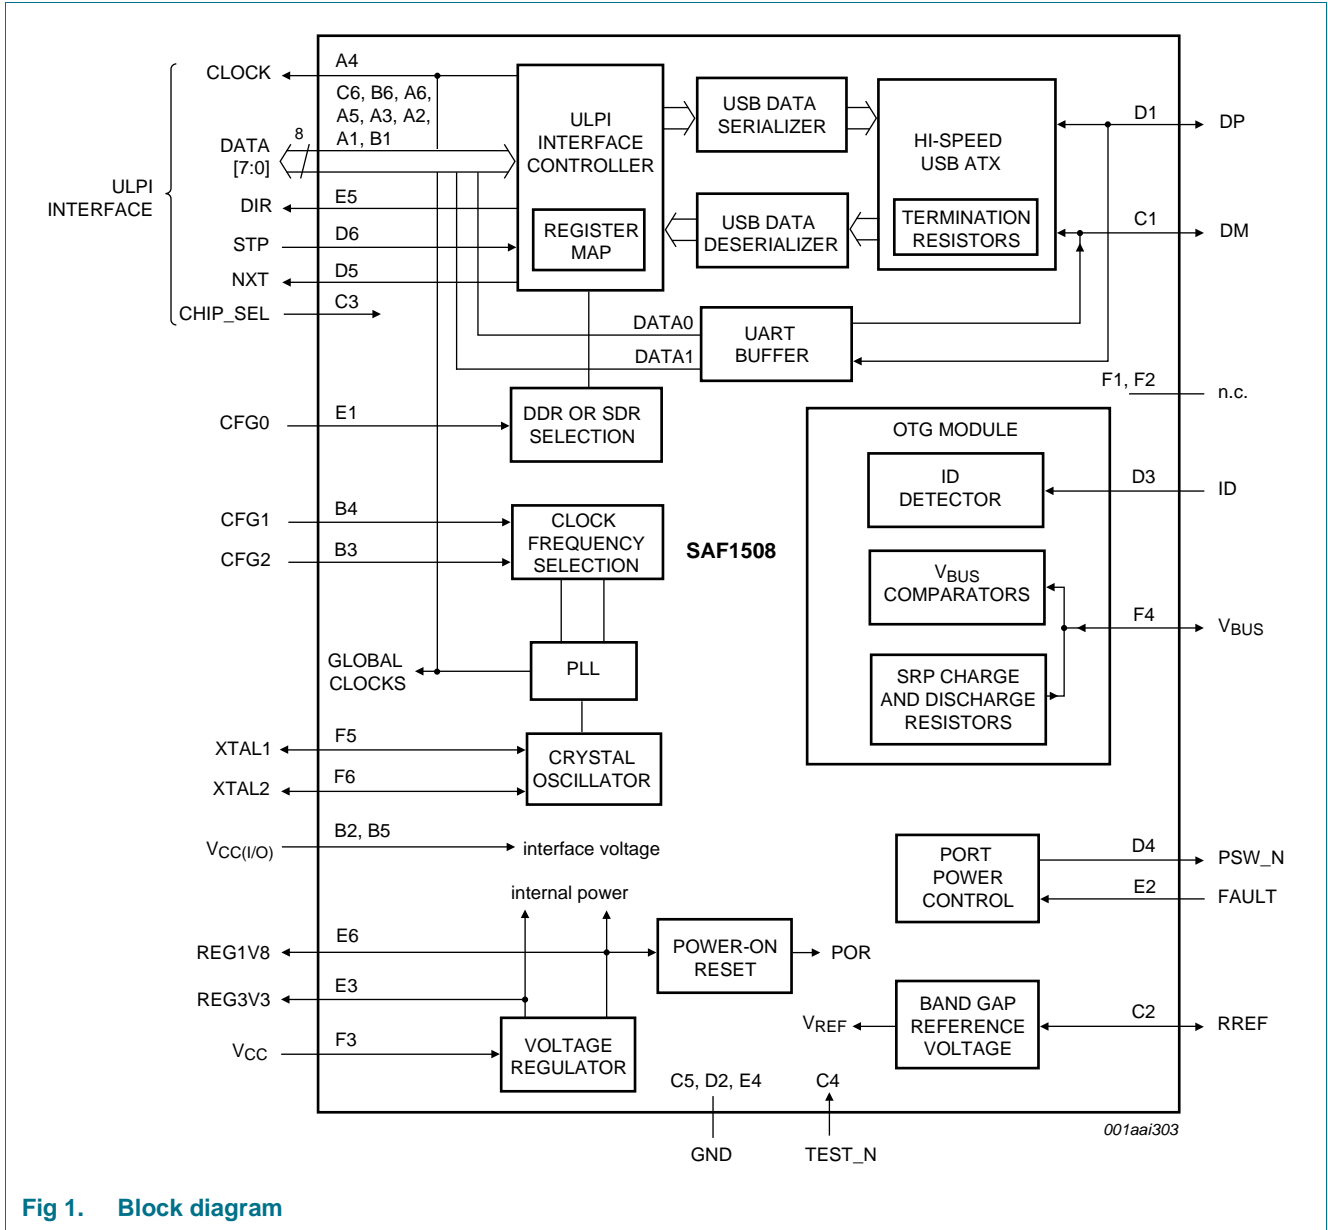 CLOCK
A4
C6, B6, A6,
A5, A3, A2,
A1, B1
8
DATA
[7:0]
ULPI
INTERFACE
DIR
E5
STP
D6
NXT
D5
CHIP_SEL
C3
ULPI
INTERFACE
CONTROLLER
REGISTER
MAP
USB DATA
SERIALIZER
USB DATA
DESERIALIZER
HI-SPEED
USB ATX
TERMINATION
RESISTORS
D1
DP
C1
DM
DATA0
DATA1
UART
BUFFER
F1, F2
n.c.
CFG0
E1
DDR OR SDR
SELECTION
OTG MODULE
ID
DETECTOR
D3
ID
CFG1
B4
CFG2
B3
CLOCK
FREQUENCY
SELECTION
SAF1508
VBUS
COMPARATORS
F4
VBUS
SRP CHARGE
AND DISCHARGE
RESISTORS
GLOBAL
CLOCKS
PLL
XTAL1
F5
XTAL2
F6
CRYSTAL
OSCILLATOR
VCC(I/O)
B2, B5
interface voltage
internal power
PORT
POWER
CONTROL
D4
PSW_N
E2
FAULT
REG1V8
E6
REG3V3
E3
VCC
F3
POWER-ON
RESET
POR
VOLTAGE
REGULATOR
VREF
BAND GAP
REFERENCE
VOLTAGE
C2
RREF
C5, D2, E4
GND
C4
TEST_N
001aai303
Fig 1. Block diagram